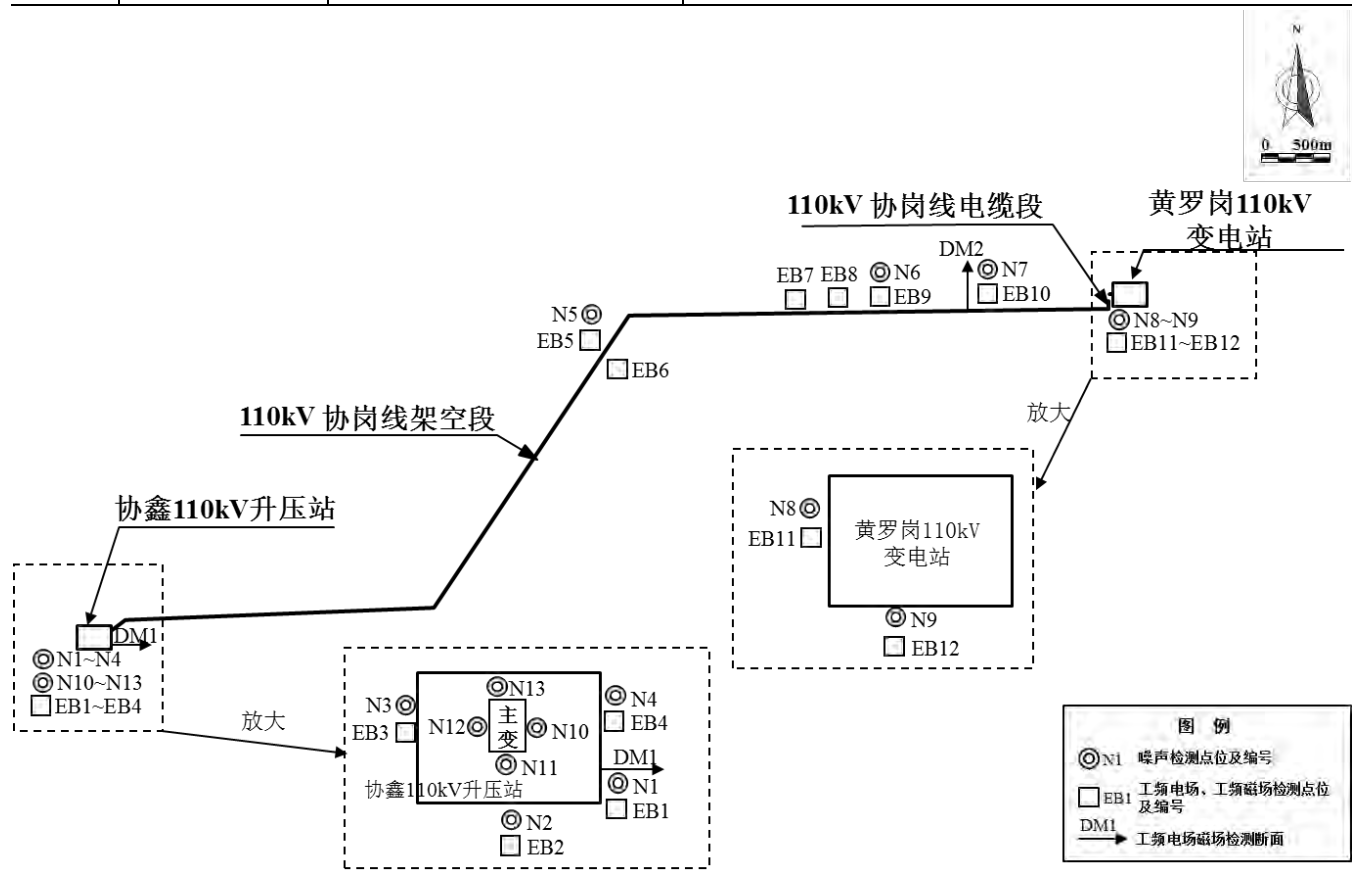 N
0 500m
110kV 协岗线电缆段
黄罗岗110kV
变电站
DM2
EB7
EB8
N6
EB9
N7
EB10
N5
EB5
EB6
N8~N9
EB11~EB12
放大
110kV 协岗线架空段
协鑫110kV升压站
N8
EB11
黄罗岗110kV
变电站
N9
EB12
DM1
N1~N4
N10~N13
EB1~EB4
放大
N13
N3
EB3
N12
主
变
N10
N4
EB4
N11
DM1
协鑫110kV升压站
N1
EB1
N2
EB2
图 例
N1 噪声检测点位及编号
EB1 工频电场、工频磁场检测点位
及编号
DM1 工频电场磁场检测断面